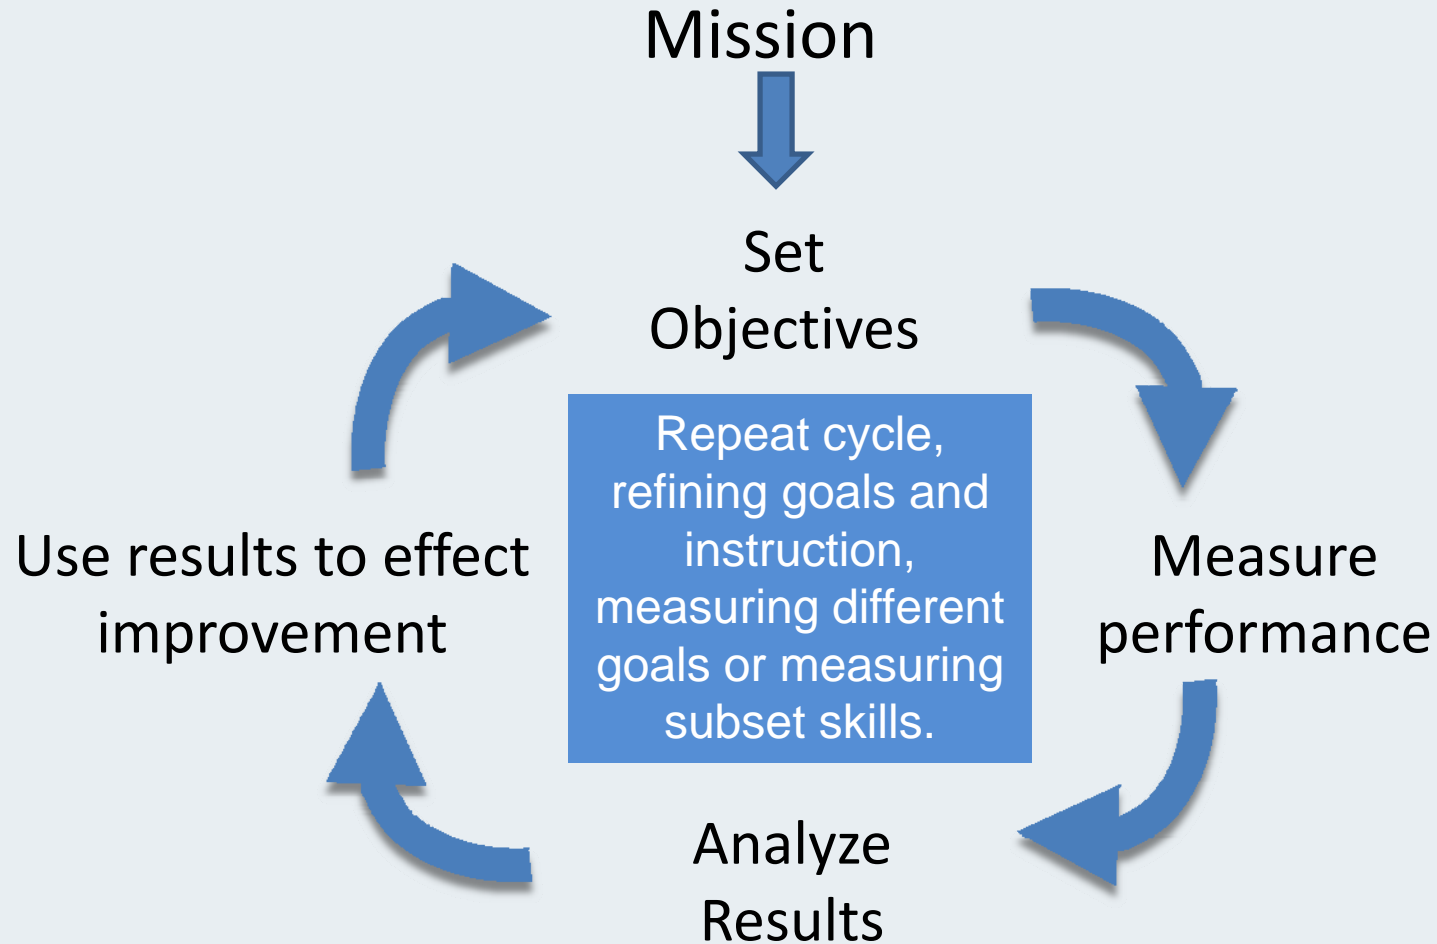 Mission
Set
Objectives
Repeat cycle,
refining goals and
instruction,
measuring different
goals or measuring
subset skills.
Measure
performance
Analyze
Results
Use results to effect
improvement